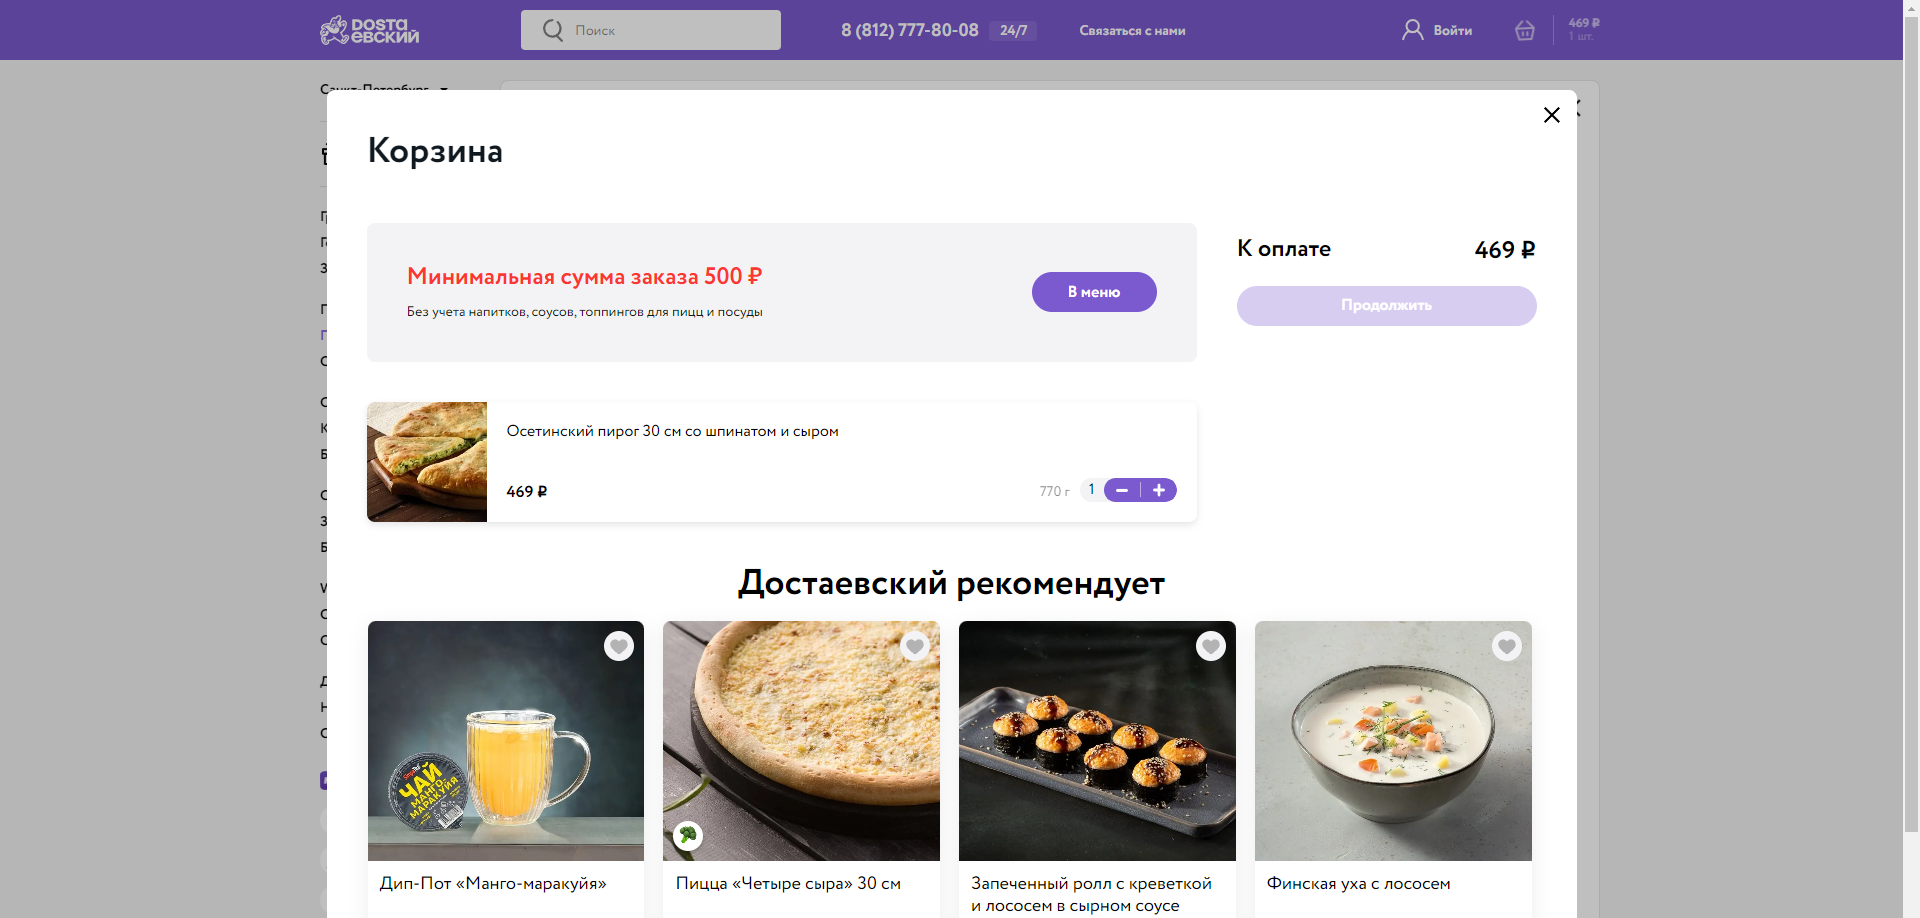 DOSTAЕВСКИЙ
Поиск
8 (812) 777-80-08
24/7
Связаться с нами
Войти
469 ₽
1 шт.
Санкт-Петербург
Корзина
Минимальная сумма заказа 500 ₽
Без учета напитков, соусов, топпингов для пицц и посуды
В меню
К оплате
469 ₽
Продолжить
Осетинский пирог 30 см со шпинатом и сыром
469 ₽
770 г
1
Достаевский рекомендует
ЧАЙ
МАНГО-
МАРАКУЙЯ
Дип-Пот «Манго-маракуйя»
Пицца «Четыре сыра» 30 см
Запеченный ролл с креветкой
и лососем в сырном соусе
Финская уха с лососем